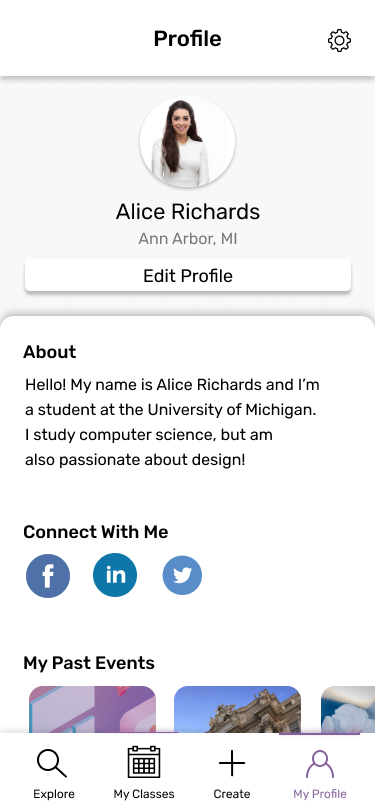 Profile
Alice Richards
Ann Arbor, MI
Edit Profile
About
Hello! My name is Alice Richards and I’m
a student at the University of Michigan.
I study computer science, but am
also passionate about design!
Connect With Me
f
in
My Past Events
Explore
My Classes
Create
My Profile